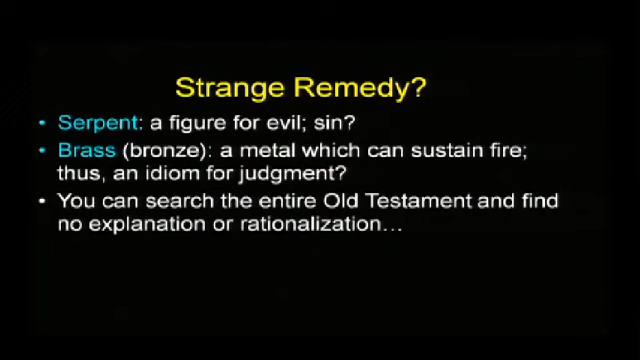 Strange Remedy?
• Serpent: a figure for evil; sin?
• Brass (bronze): a metal which can sustain fire;
thus, an idiom for judgment?
• You can search the entire Old Testament and find
no explanation or rationalization...